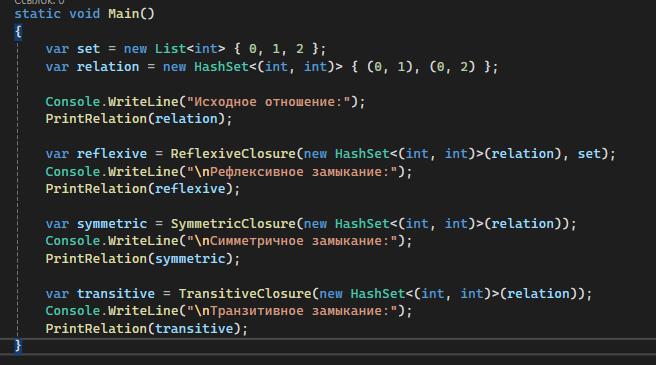 Ссылок: 0
static void Main()
{
var set = new List<int> { 0, 1, 2 };
var relation = new HashSet<(int, int)> { (0, 1), (0, 2) };
Console.WriteLine("Исходное отношение:");
PrintRelation(relation);
var reflexive = ReflexiveClosure(new HashSet<(int, int)>(relation), set);
Console.WriteLine("\nРефлексивное замыкание:");
PrintRelation(reflexive);
var symmetric = SymmetricClosure(new HashSet<(int, int)>(relation));
Console.WriteLine("\nСимметричное замыкание:");
PrintRelation(symmetric);
var transitive = TransitiveClosure(new HashSet<(int, int)>(relation));
Console.WriteLine("\nТранзитивное замыкание:");
PrintRelation(transitive);
}